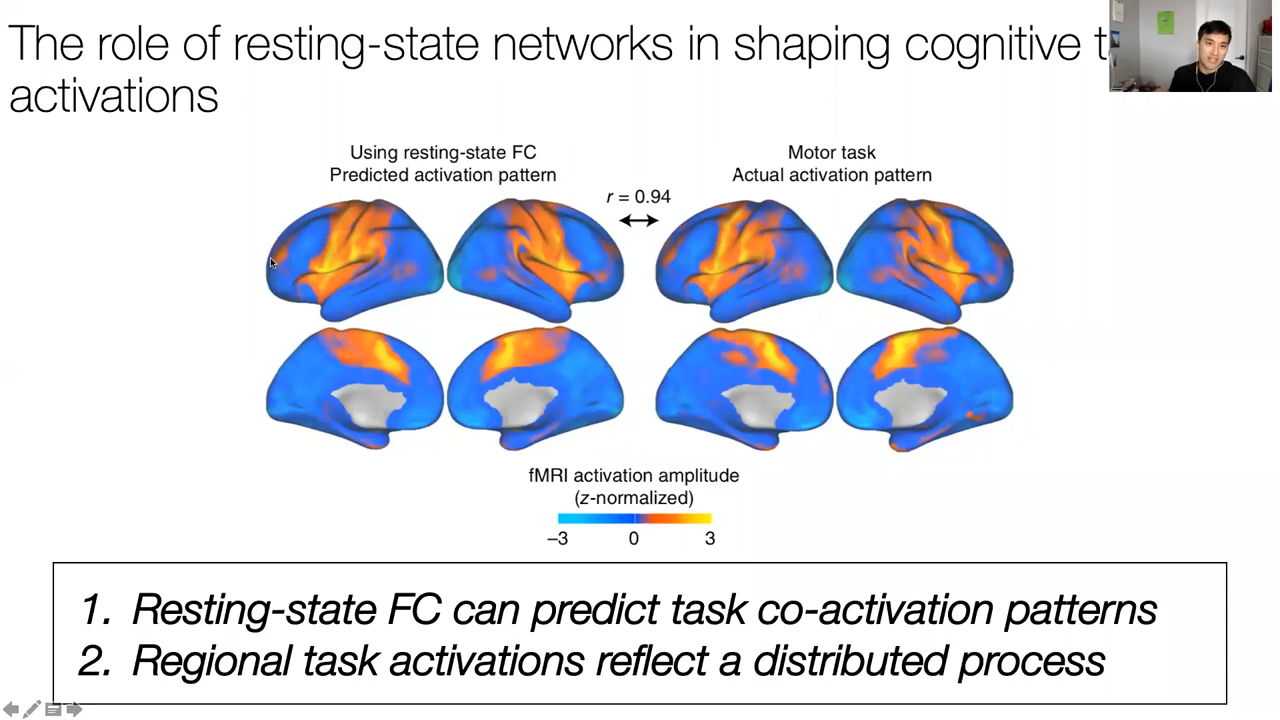 The role of resting-state networks in shaping cognitive
activations
Using resting-state FC
Predicted activation pattern
Motor task
Actual activation pattern
r = 0.94
fMRI activation amplitude
(z-normalized)
–3 0 3
1. Resting-state FC can predict task co-activation patterns
2. Regional task activations reflect a distributed process